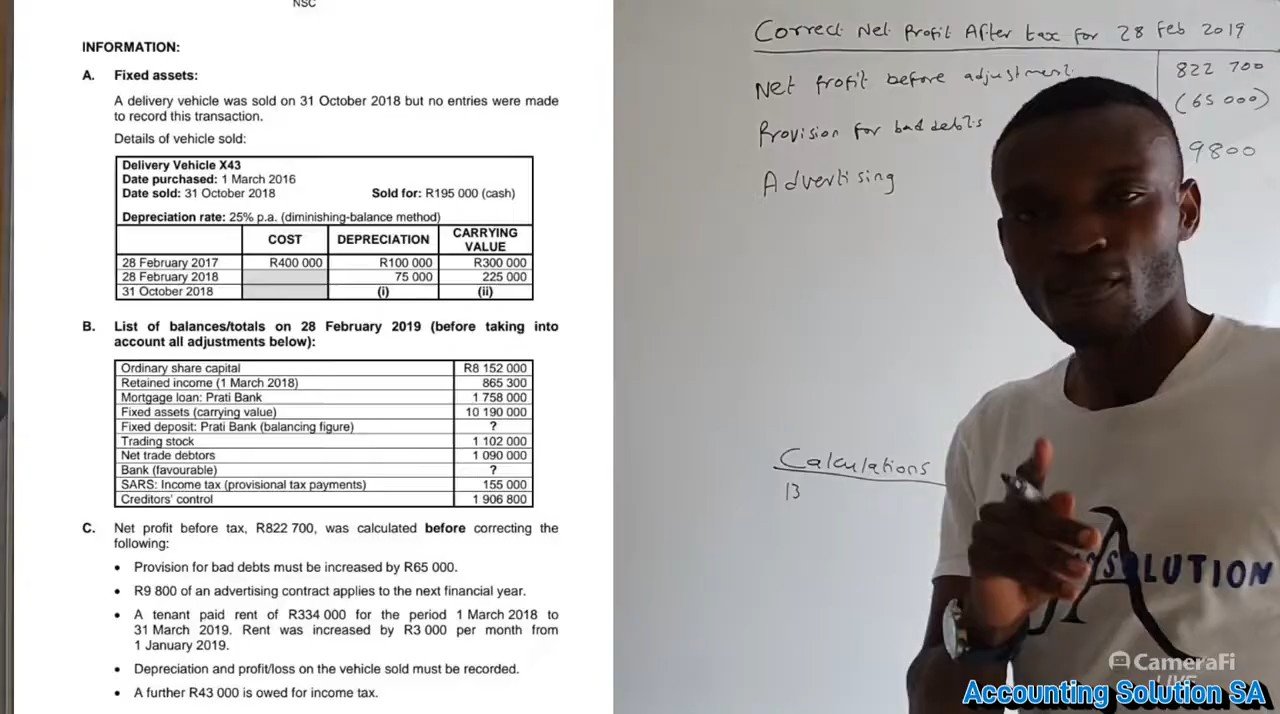 NSC
INFORMATION:
A. Fixed assets:
A delivery vehicle was sold on 31 October 2018 but no entries were made
to record this transaction.
Details of vehicle sold:
Delivery Vehicle X43
Date purchased: 1 March 2016
Date sold: 31 October 2018 Sold for: R195 000 (cash)
Depreciation rate: 25% p.a. (diminishing-balance method)
COST DEPRECIATION CARRYING VALUE
28 February 2017 R400 000 R100 000 R300 000
28 February 2018 75 000 225 000
31 October 2018 (i) (ii)
B. List of balances/totals on 28 February 2019 (before taking into
account all adjustments below):
Ordinary share capital R8 152 000
Retained income (1 March 2018) 865 300
Mortgage loan: Prati Bank 1 758 000
Fixed assets (carrying value) 10 190 000
Fixed deposit: Prati Bank (balancing figure) ?
Trading stock 1 102 000
Net trade debtors 1 090 000
Bank (favourable) ?
SARS: Income tax (provisional tax payments) 155 000
Creditors' control 1 906 800
C. Net profit before tax, R822 700, was calculated before correcting the
following:
• Provision for bad debts must be increased by R65 000.
• R9 800 of an advertising contract applies to the next financial year.
• A tenant paid rent of R334 000 for the period 1 March 2018 to
31 March 2019. Rent was increased by R3 000 per month from
1 January 2019.
• Depreciation and profit/loss on the vehicle sold must be recorded.
• A further R43 000 is owed for income tax.
Correct Net Profit After tax for 28 Feb 2019
Net profit before adjustment 822 700
Provision for bad debts (65 000)
Advertising 9800
Calculations
13
SOLUTION
CameraFi
LIVE
Accounting Solution SA